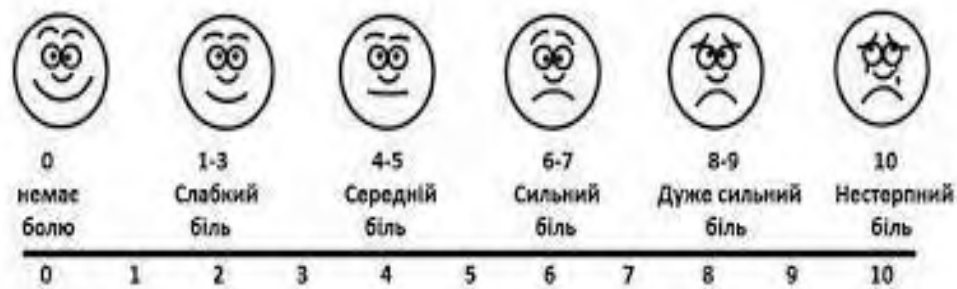 0 1-3 4-5 6-7 8-9 10
немає Слабкий Середній Сильний Дуже сильний Нестерпний
болю біль біль біль біль біль
0 1 2 3 4 5 6 7 8 9 10